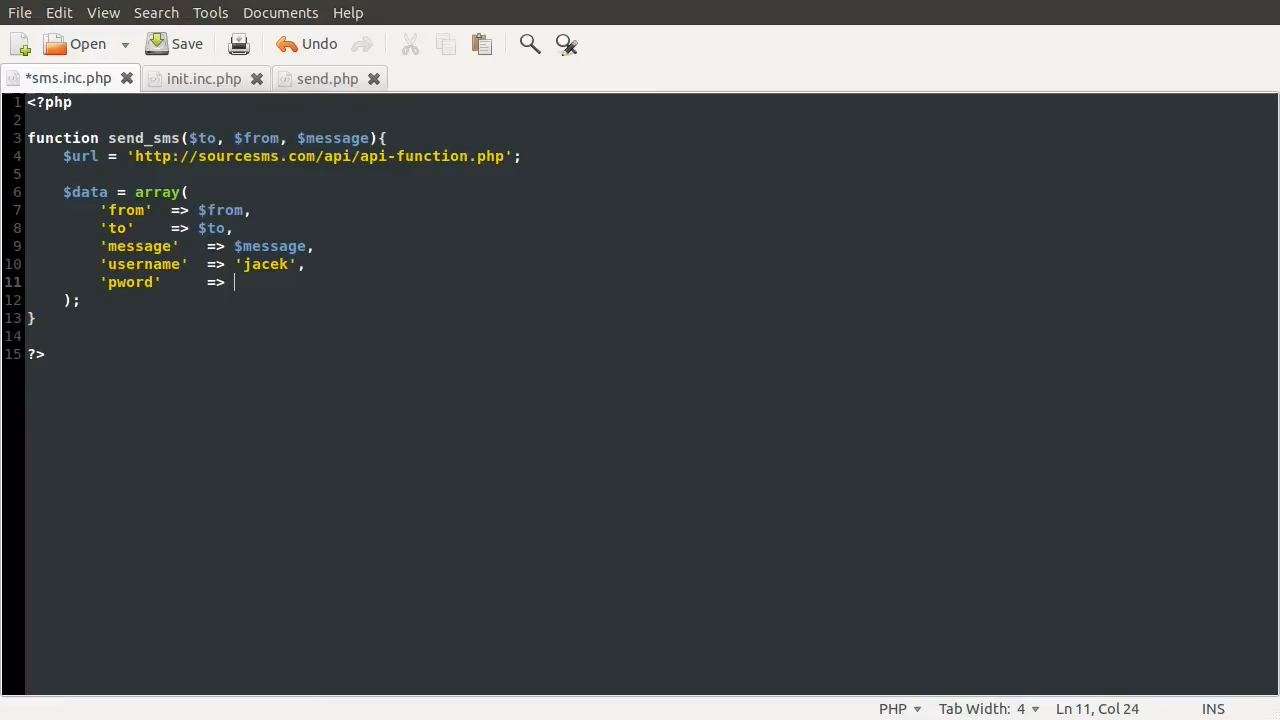 File Edit View Search Tools Documents Help
Open Save Undo
*sms.inc.php init.inc.php send.php
1 <?php
2
3 function send_sms($to, $from, $message){
4 $url = 'http://sourcesms.com/api/api-function.php';
5
6 $data = array(
7 'from' => $from,
8 'to' => $to,
9 'message' => $message,
10 'username' => 'jacek',
11 'pword' =>
12 );
13 }
14
15 ?>
PHP Tab Width: 4 Ln 11, Col 24 INS